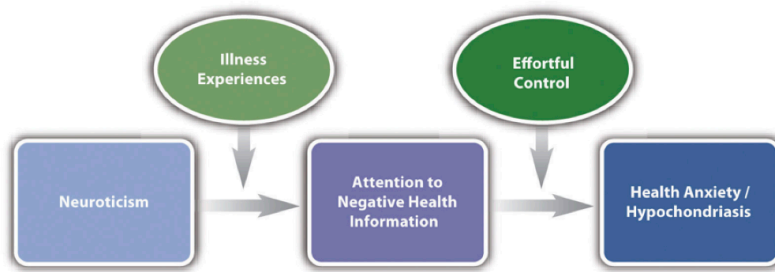 Illness
Experiences
Effortful
Control
Neuroticism
Attention to
Negative Health
Information
Health Anxiety /
Hypochondriasis